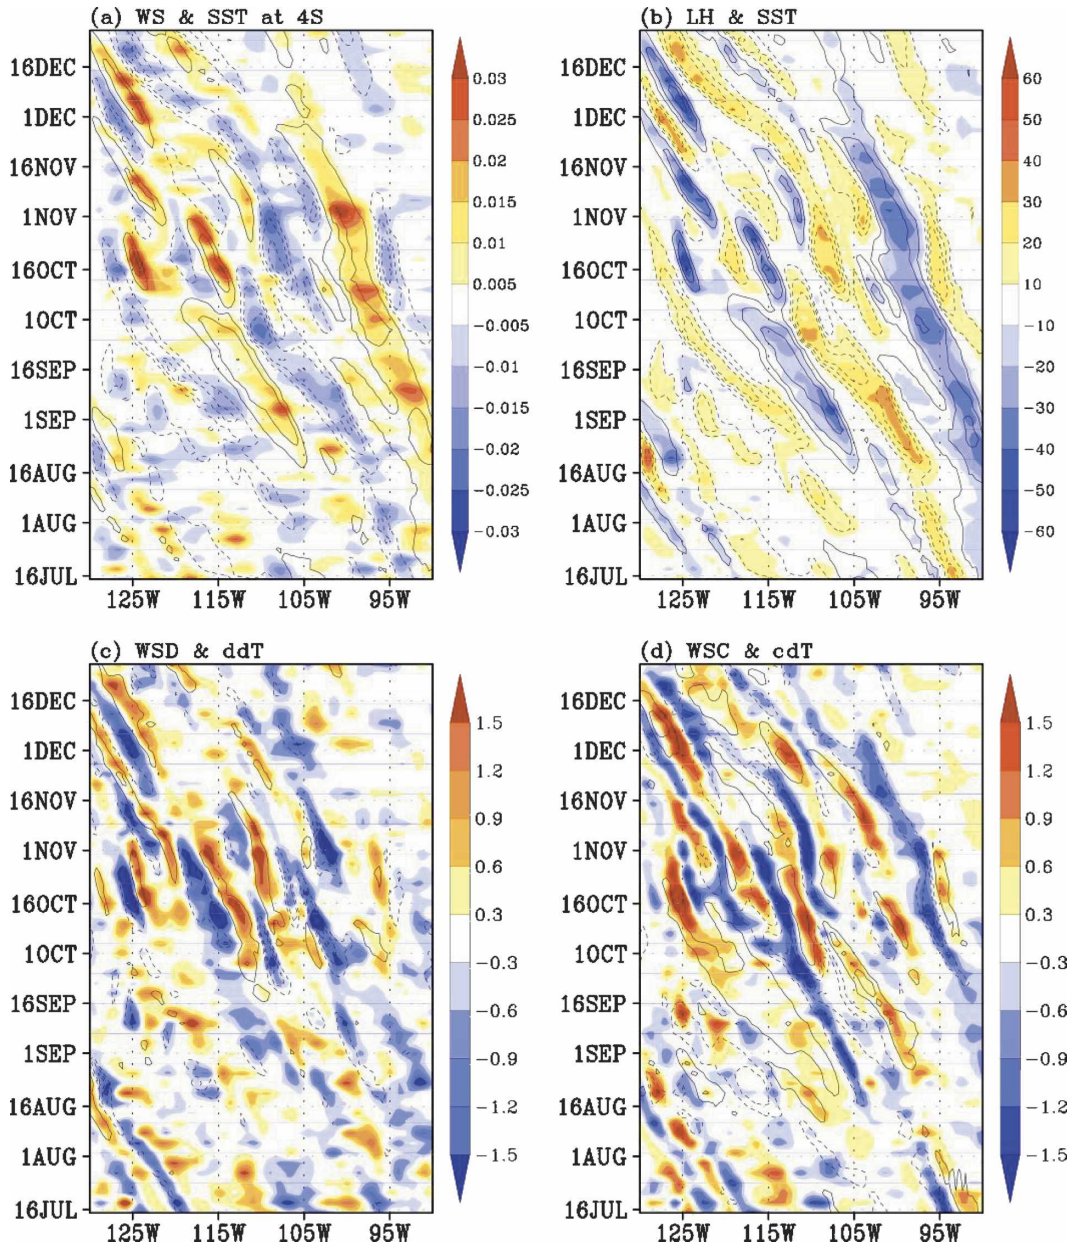 (a) WS & SST at 4S
16DEC
1DEC
16NOV
1NOV
16OCT
1OCT
16SEP
1SEP
16AUG
1AUG
16JUL
125W 115W 105W 95W
0.03
0.025
0.02
0.015
0.01
0.005
-0.005
-0.01
-0.015
-0.02
-0.025
-0.03
(b) LH & SST
16DEC
1DEC
16NOV
1NOV
16OCT
1OCT
16SEP
1SEP
16AUG
1AUG
16JUL
125W 115W 105W 95W
60
50
40
30
20
10
-10
-20
-30
-40
-50
-60
(c) WSD & ddT
16DEC
1DEC
16NOV
1NOV
16OCT
1OCT
16SEP
1SEP
16AUG
1AUG
16JUL
125W 115W 105W 95W
1.5
1.2
0.9
0.6
0.3
-0.3
-0.6
-0.9
-1.2
-1.5
(d) WSC & cdT
16DEC
1DEC
16NOV
1NOV
16OCT
1OCT
16SEP
1SEP
16AUG
1AUG
16JUL
125W 115W 105W 95W
1.5
1.2
0.9
0.6
0.3
-0.3
-0.6
-0.9
-1.2
-1.5